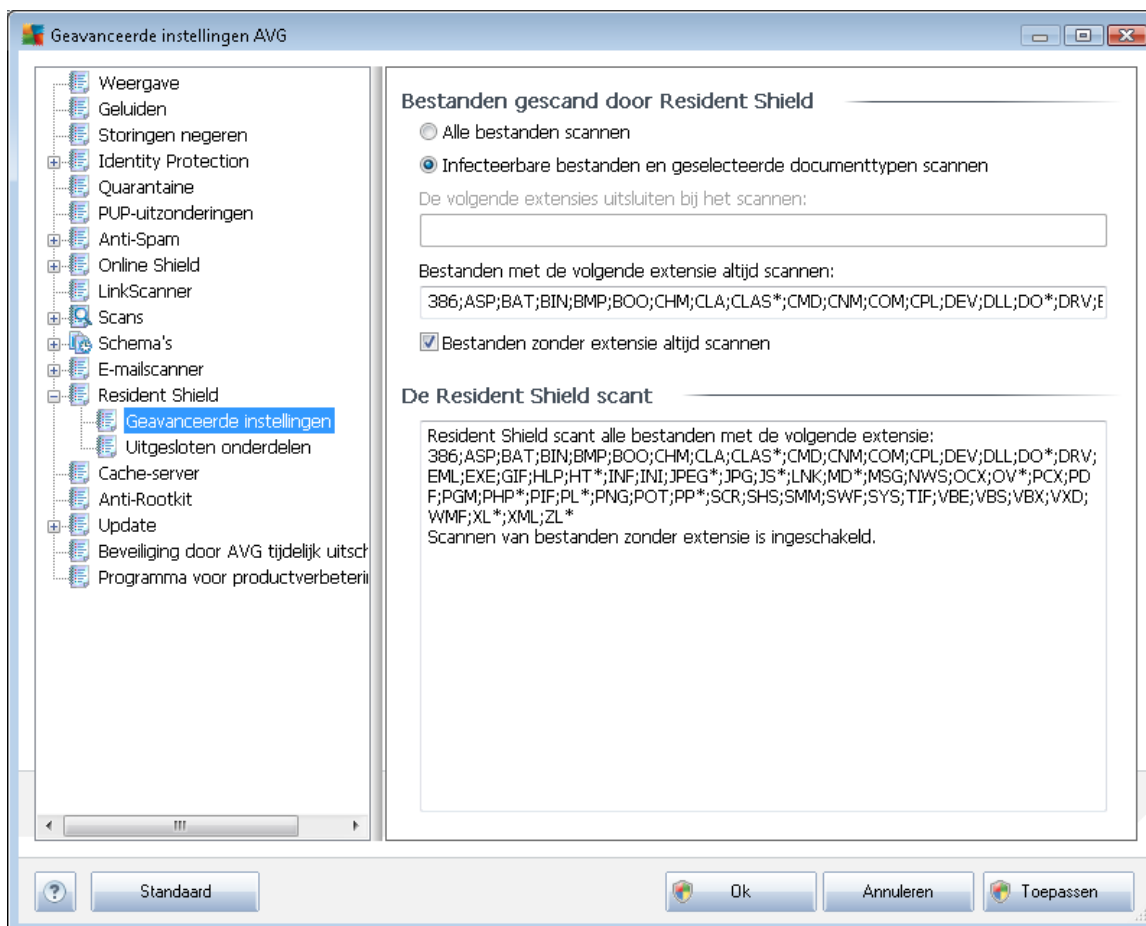 Geavanceerde instellingen AVG
Weergave
Geluiden
Storingen negeren
Identity Protection
Quarantaine
PUP-uitzonderingen
Anti-Spam
Online Shield
LinkScanner
Scans
Schema's
E-mailscanner
Resident Shield
Geavanceerde instellingen
Uitgesloten onderdelen
Cache-server
Anti-Rootkit
Update
Beveiliging door AVG tijdelijk uitsch
Programma voor productverbeterin
Bestanden gescand door Resident Shield
Alle bestanden scannen
Infecteerbare bestanden en geselecteerde documenttypen scannen
De volgende extensies uitsluiten bij het scannen:
Bestanden met de volgende extensie altijd scannen:
386;ASP;BAT;BIN;BMP;BOO;CHM;CLA;CLAS*;CMD;CNM;COM;CPL;DEV;DLL;DO*;DRV;E
Bestanden zonder extensie altijd scannen
De Resident Shield scant
Resident Shield scant alle bestanden met de volgende extensie:
386;ASP;BAT;BIN;BMP;BOO;CHM;CLA;CLAS*;CMD;CNM;COM;CPL;DEV;DLL;DO*;DRV;
EML;EXE;GIF;HLP;HT*;INF;INI;JPEG*;JPG;JS*;LNK;MD*;MSG;NWS;OCX;OV*;PCX;PD
F;PGM;PHP*;PIF;PL*;PNG;POT;PP*;SCR;SHS;SMM;SWF;SYS;TIF;VBE;VBS;VBX;VXD;
WMF;XL*;XML;ZL*
Scannen van bestanden zonder extensie is ingeschakeld.
?
Standaard
Ok
Annuleren
Toepassen